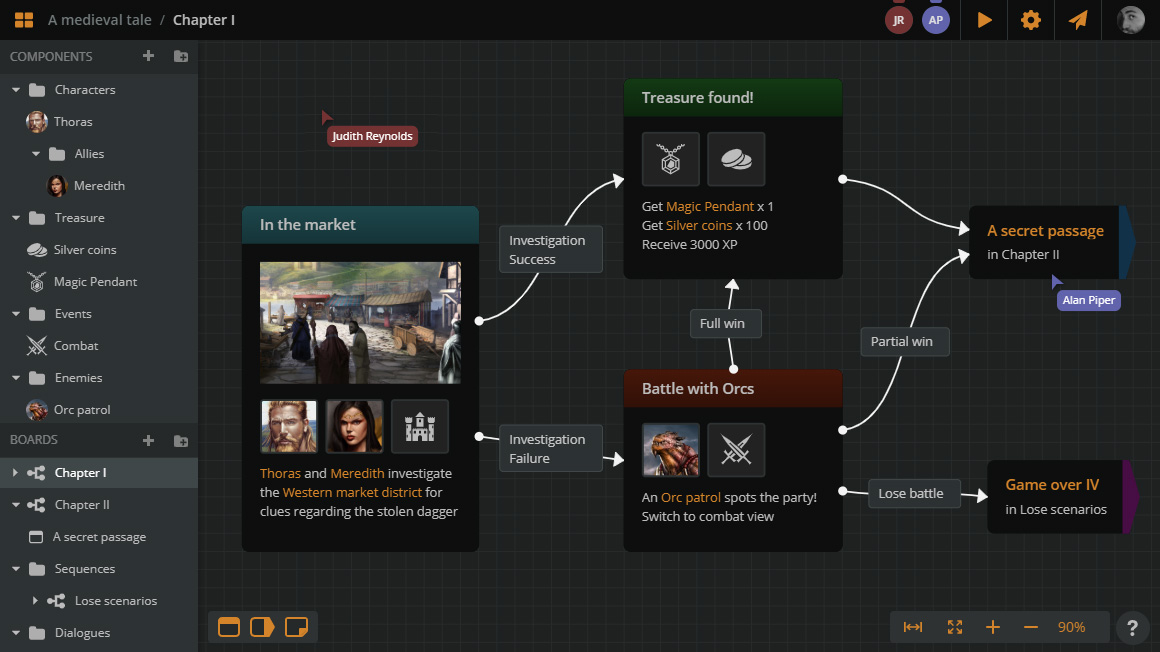 A medieval tale / Chapter I
JR
AP
COMPONENTS
Characters
Thoras
Allies
Meredith
Treasure
Silver coins
Magic Pendant
Events
Combat
Enemies
Orc patrol
BOARDS
Chapter I
Chapter II
A secret passage
Sequences
Lose scenarios
Dialogues
Judith Reynolds
In the market
Thoras and Meredith investigate
the Western market district for
clues regarding the stolen dagger
Investigation
Success
Investigation
Failure
Treasure found!
Get Magic Pendant x 1
Get Silver coins x 100
Receive 3000 XP
Full win
Battle with Orcs
An Orc patrol spots the party!
Switch to combat view
Partial win
Lose battle
A secret passage
in Chapter II
Alan Piper
Game over IV
in Lose scenarios
90%
?